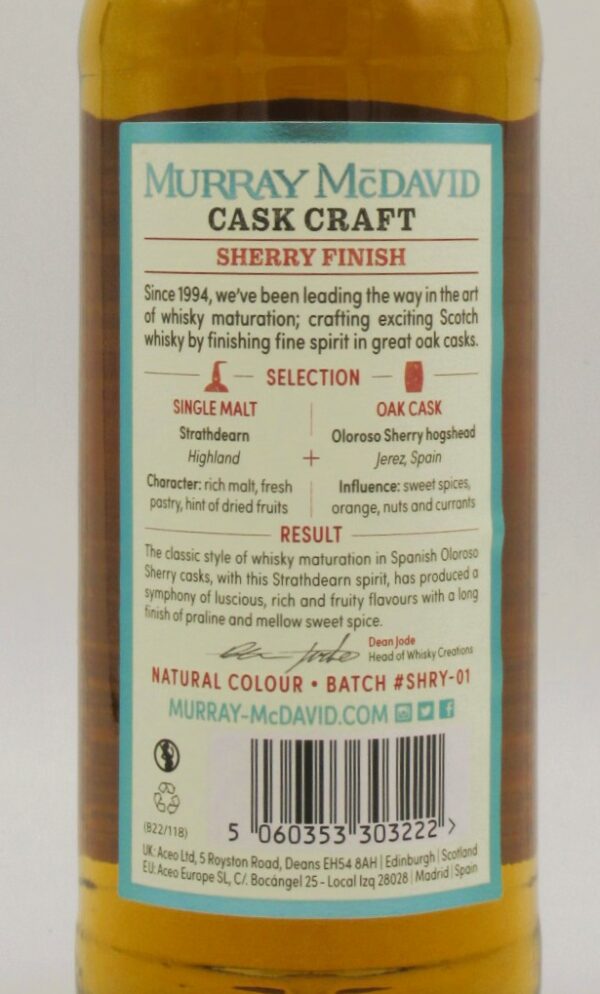 MURRAY McDAVID
CASK CRAFT
SHERRY FINISH
Since 1994, we've been leading the way in the art
of whisky maturation; crafting exciting Scotch
whisky by finishing fine spirit in great oak casks.
SELECTION
SINGLE MALT
Strathdearn
Highland
Character: rich malt, fresh
pastry, hint of dried fruits
+
OAK CASK
Oloroso Sherry hogshead
Jerez, Spain
Influence: sweet spices,
orange, nuts and currants
RESULT
The classic style of whisky maturation in Spanish Oloroso
Sherry casks, with this Strathdearn spirit, has produced a
symphony of luscious, rich and fruity flavours with a long
finish of praline and mellow sweet spice.
Dean Jode
Head of Whisky Creations
NATURAL COLOUR • BATCH #SHRY-01
MURRAY-McDAVID.COM
(B22/118)
5 060353 303222 >
UK: Aceo Ltd, 5 Royston Road, Deans EH54 8AH | Edinburgh | Scotland
EU: Aceo Europe SL, C/. Bocángel 25 - Local Izq 28028 | Madrid | Spain